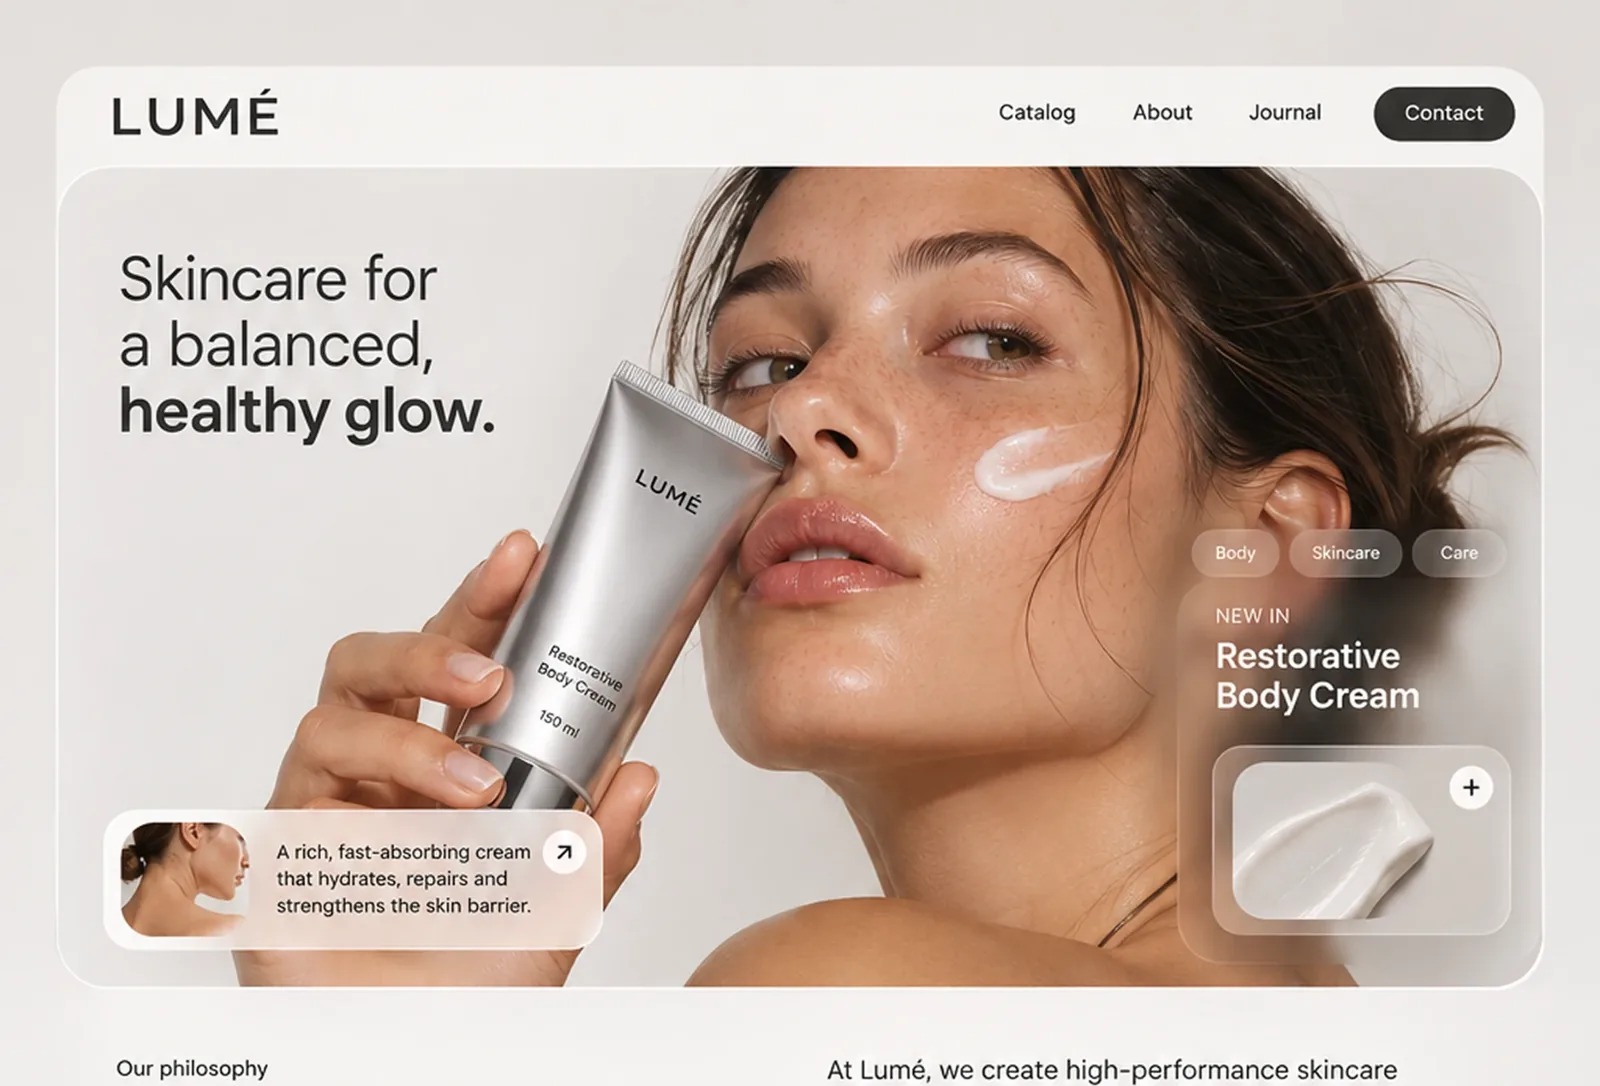 LUMÉ
Catalog
About
Journal
Contact
Skincare for
a balanced,
healthy glow.
LUMÉ
Restorative
Body Cream
150 ml
Body
Skincare
Care
NEW IN
Restorative
Body Cream
A rich, fast-absorbing cream
that hydrates, repairs and
strengthens the skin barrier.
Our philosophy
At Lumé, we create high-performance skincare